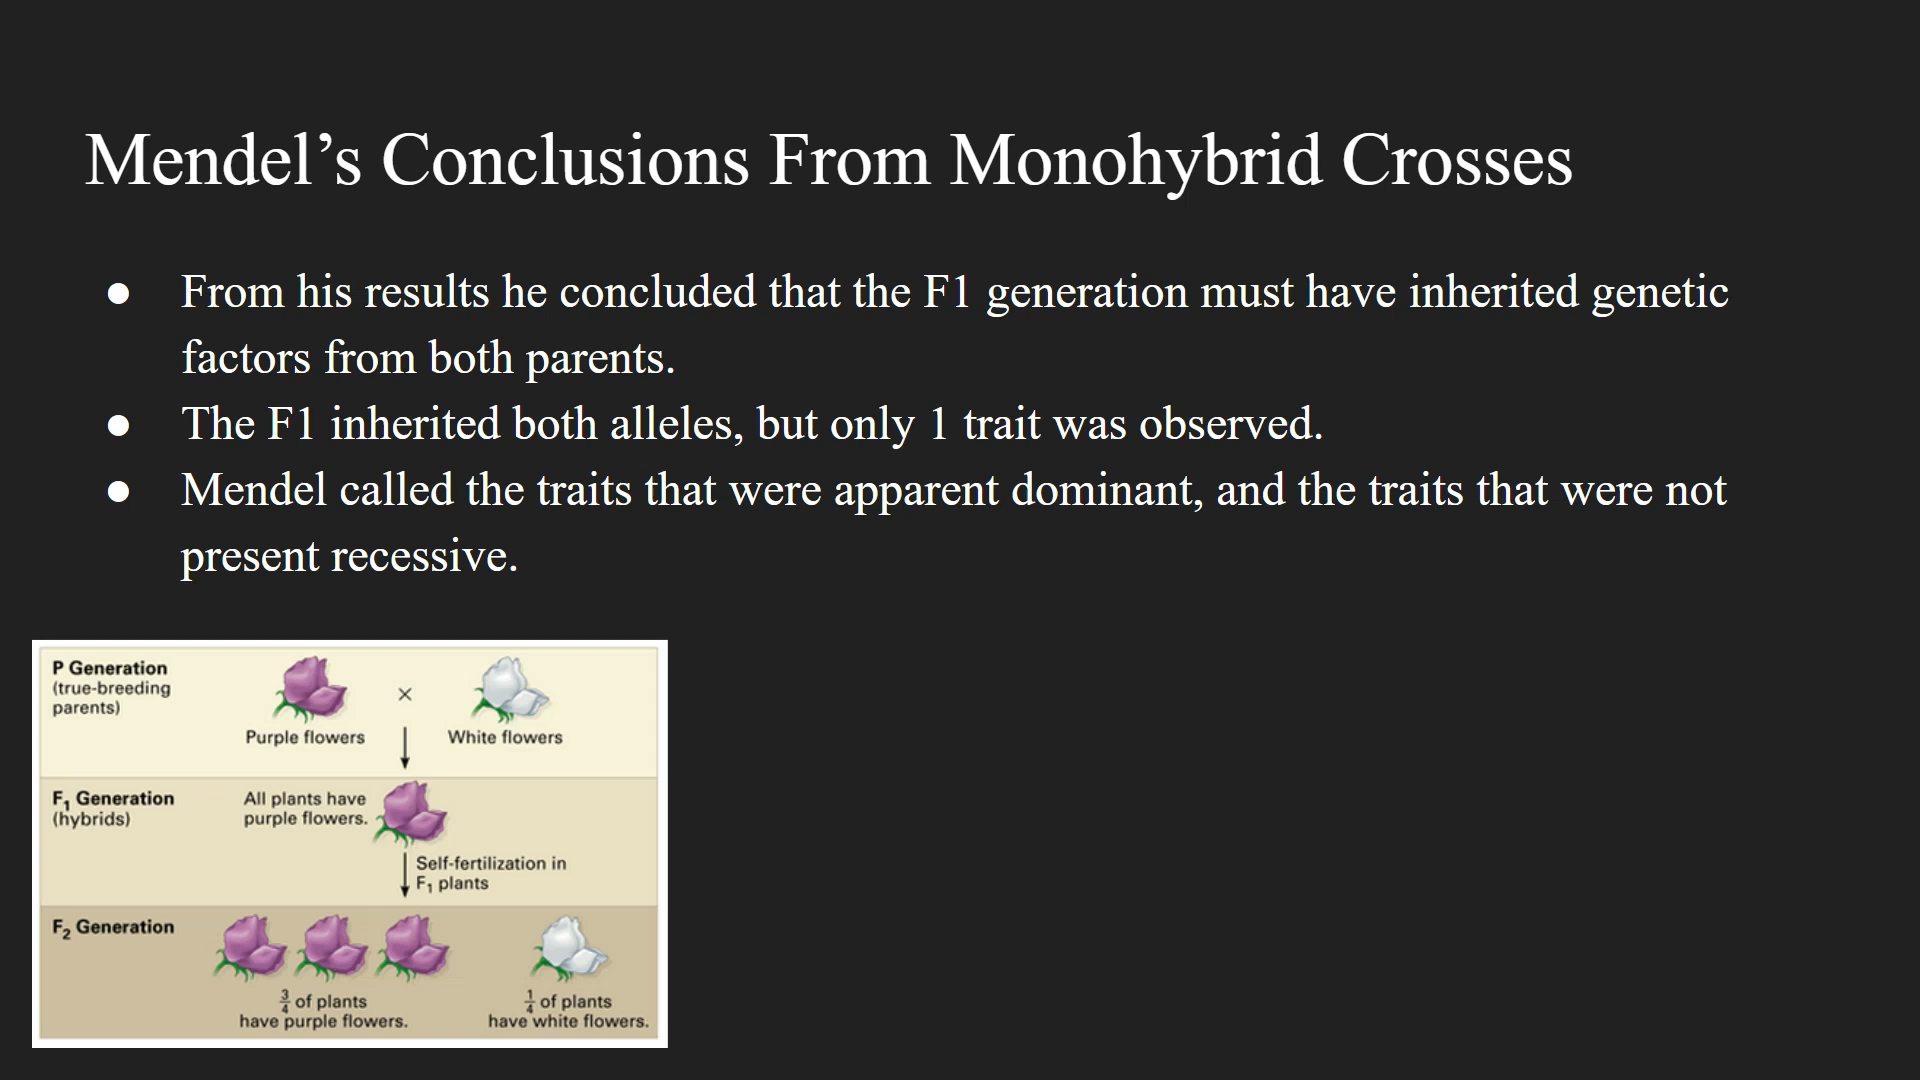 Mendel’s Conclusions From Monohybrid Crosses
● From his results he concluded that the F1 generation must have inherited genetic
factors from both parents.
● The F1 inherited both alleles, but only 1 trait was observed.
● Mendel called the traits that were apparent dominant, and the traits that were not
present recessive.
P Generation
(true-breeding
parents)
×
Purple flowers
White flowers
F₁ Generation
(hybrids)
All plants have
purple flowers.
Self-fertilization in
F₁ plants
F₂ Generation
3/4 of plants
have purple flowers.
1/4 of plants
have white flowers.